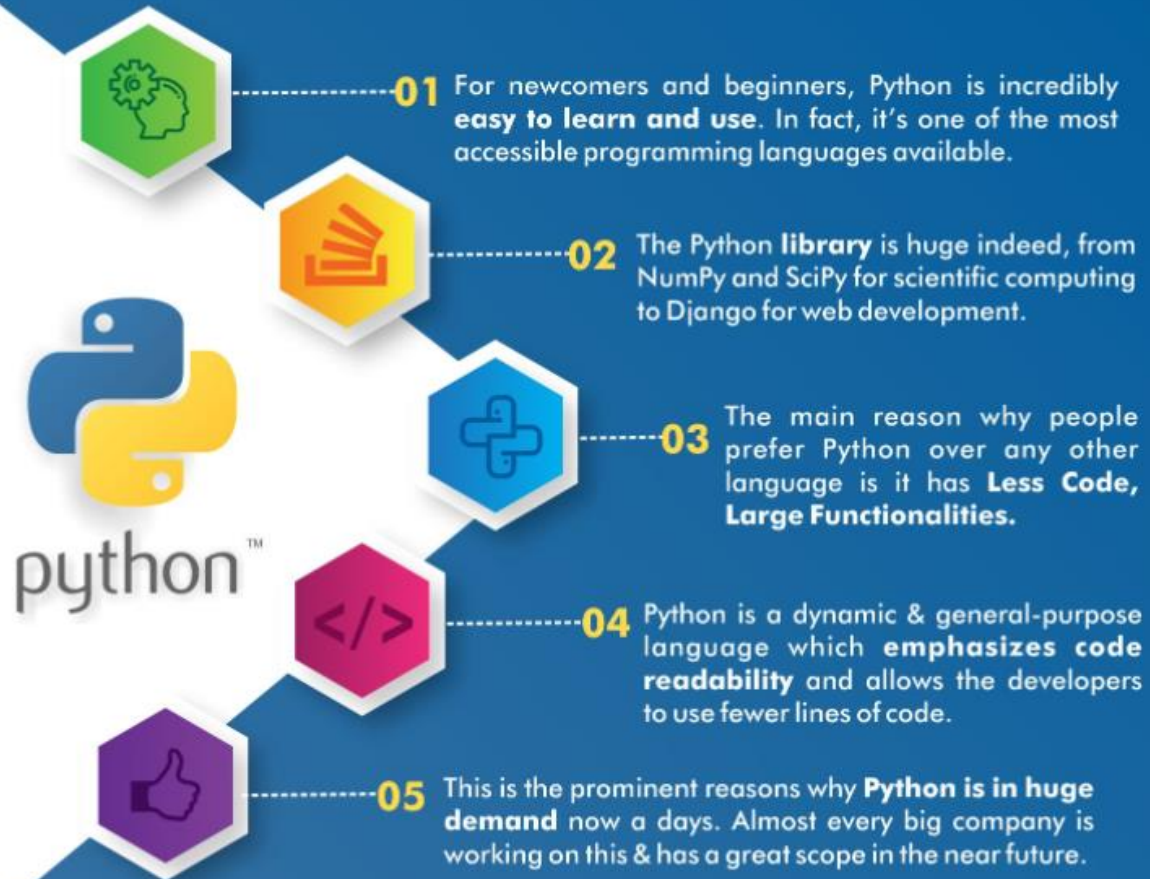 01 For newcomers and beginners, Python is incredibly
easy to learn and use. In fact, it's one of the most
accessible programming languages available.
02 The Python library is huge indeed, from
NumPy and SciPy for scientific computing
to Django for web development.
03 The main reason why people
prefer Python over any other
language is it has Less Code,
Large Functionalities.
python™
</>
04 Python is a dynamic & general-purpose
language which emphasizes code
readability and allows the developers
to use fewer lines of code.
05 This is the prominent reasons why Python is in huge
demand now a days. Almost every big company is
working on this & has a great scope in the near future.